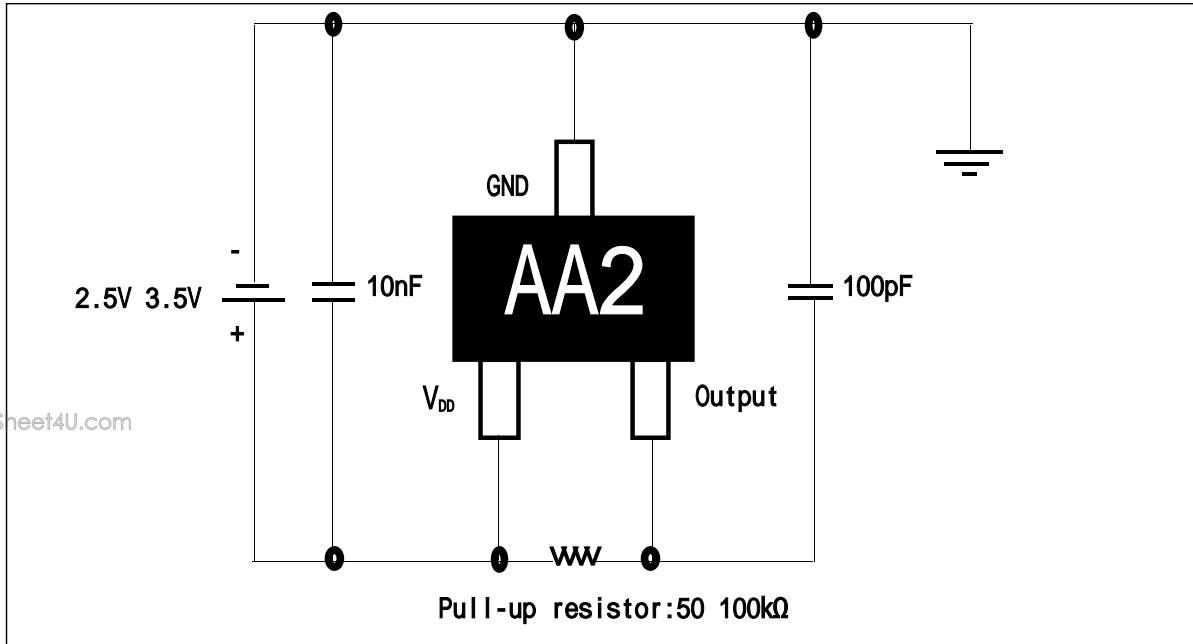 GND
AA2
-
2.5V 3.5V
+
10nF
100pF
VDD
Output
Sheet4U.com
Pull-up resistor:50 100kΩ